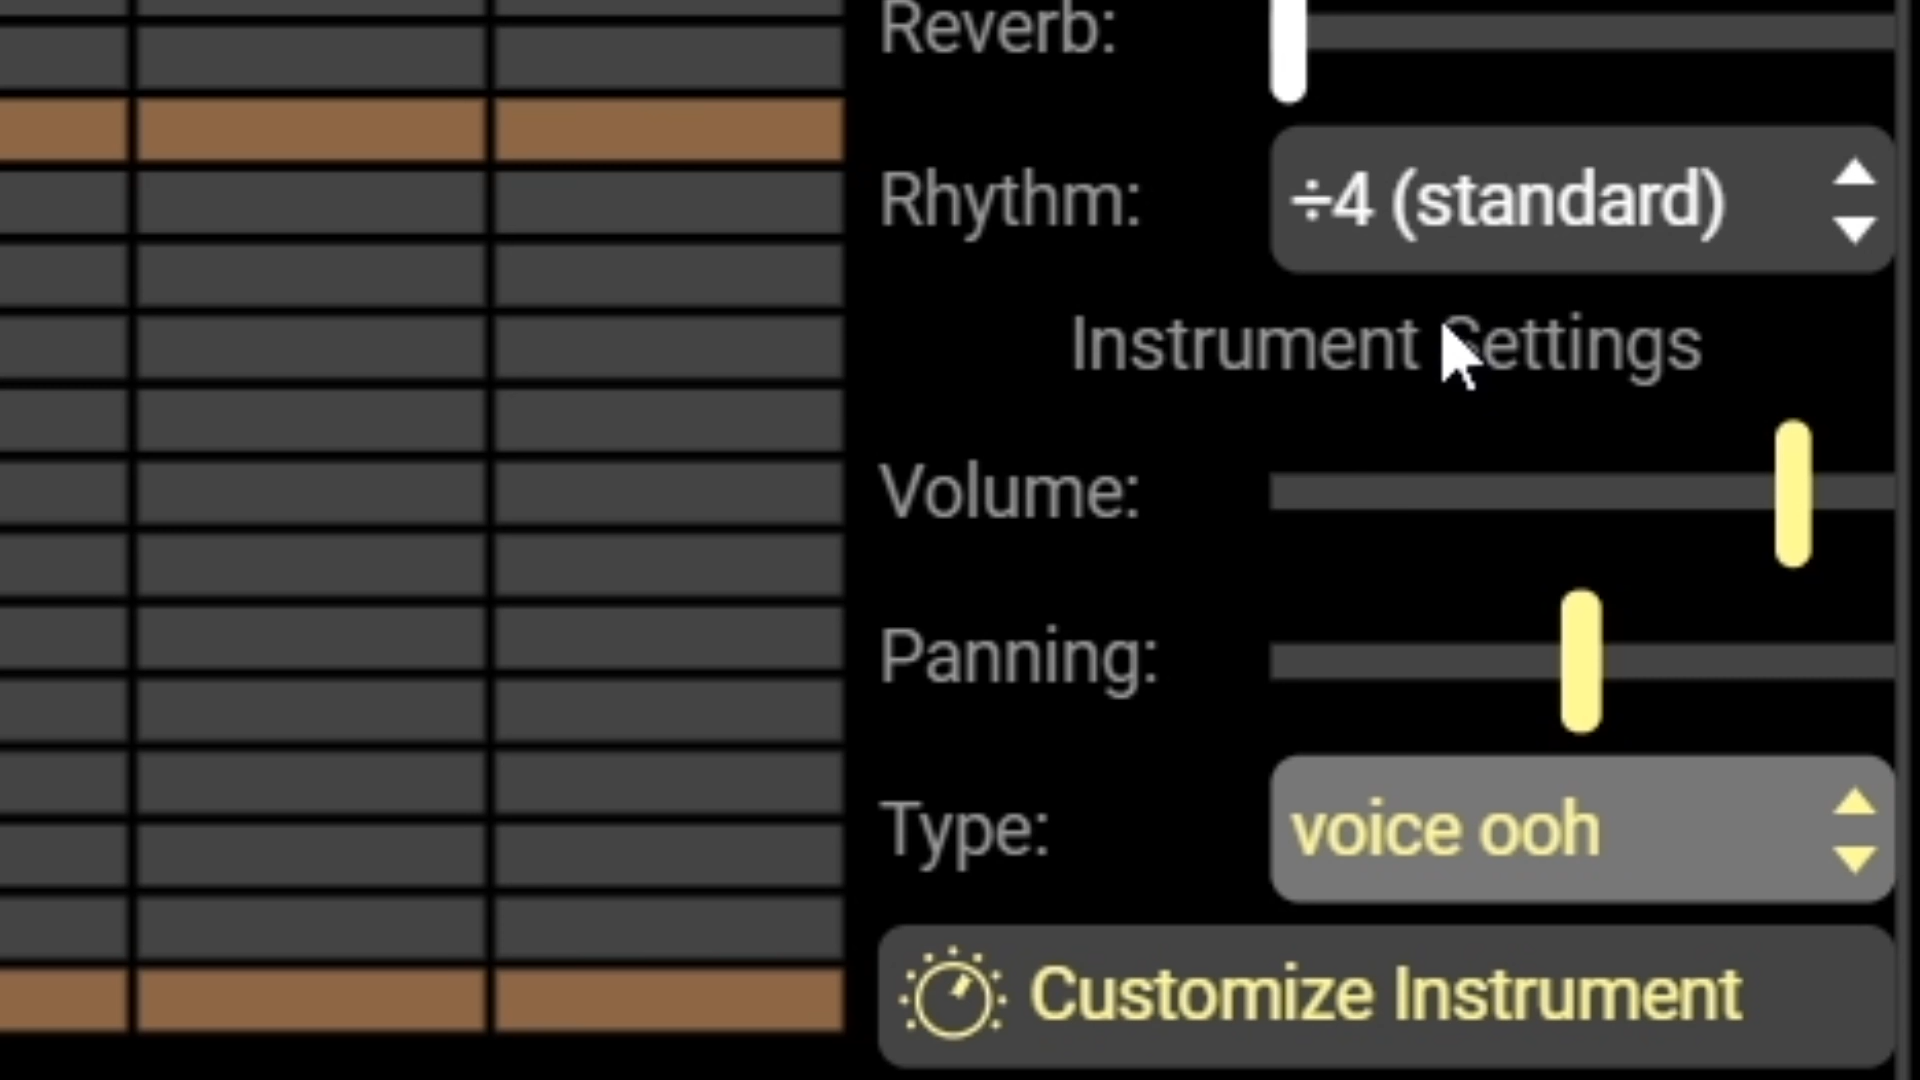 Reverb:
Rhythm: ÷4 (standard)
Instrument Settings
Volume:
Panning:
Type: voice ooh
Customize Instrument